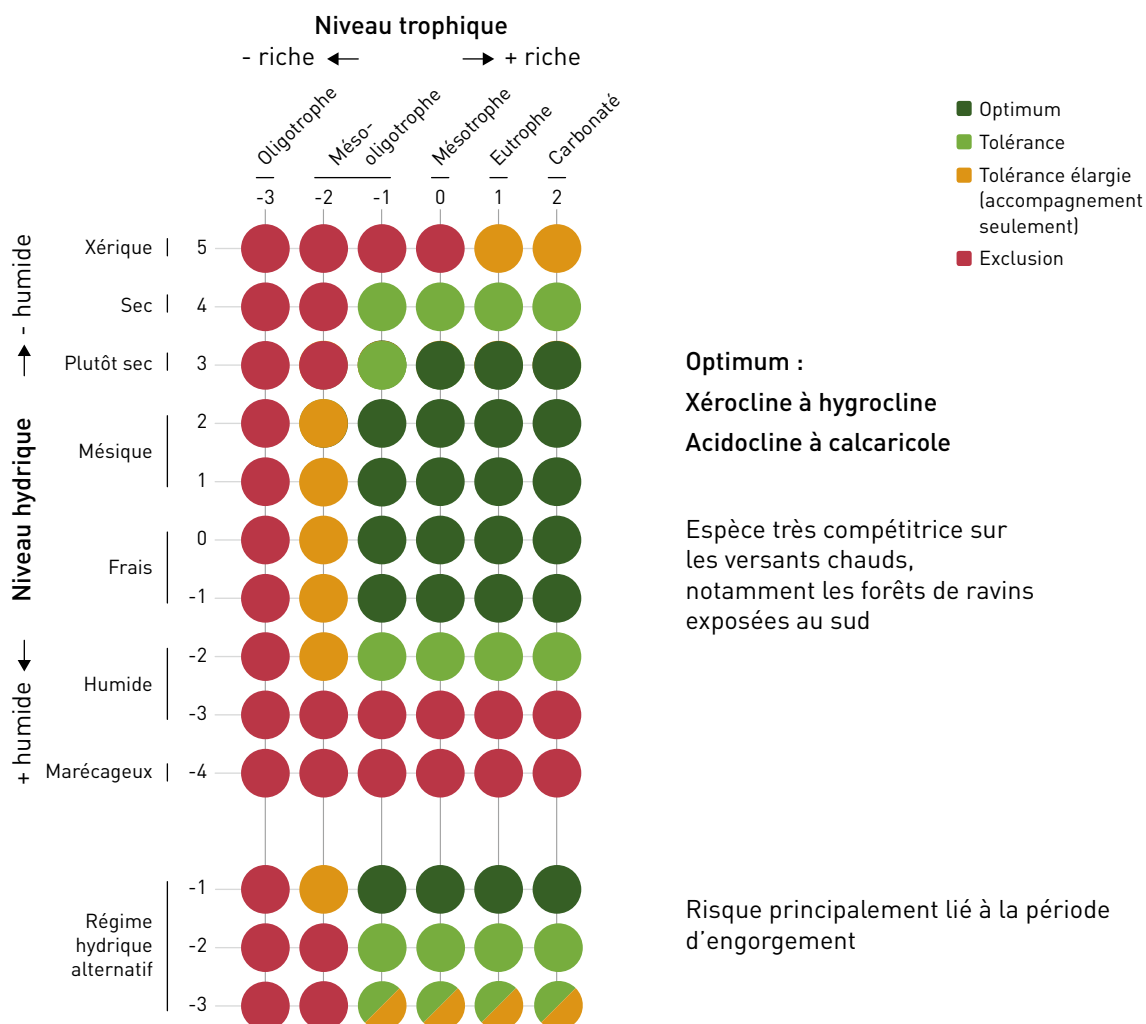 Niveau trophique
- riche ← → + riche
Oligotrophe
Méso-
oligotrophe
Mésotrophe
Eutrophe
Carbonaté
-3 -2 -1 0 1 2
Optimum
Tolérance
Tolérance élargie
(accompagnement
seulement)
Exclusion
Niveau hydrique
→ - humide
+ humide ←
Xérique 5
Sec 4
Plutôt sec 3
Mésique
2
1
Frais
0
-1
Humide
-2
-3
Marécageux -4
Régime
hydrique
alternatif
-1
-2
-3
Optimum :
Xérocline à hygrocline
Acidocline à calcaricole
Espèce très compétitrice sur
les versants chauds,
notamment les forêts de ravins
exposées au sud
Risque principalement lié à la période
d'engorgement